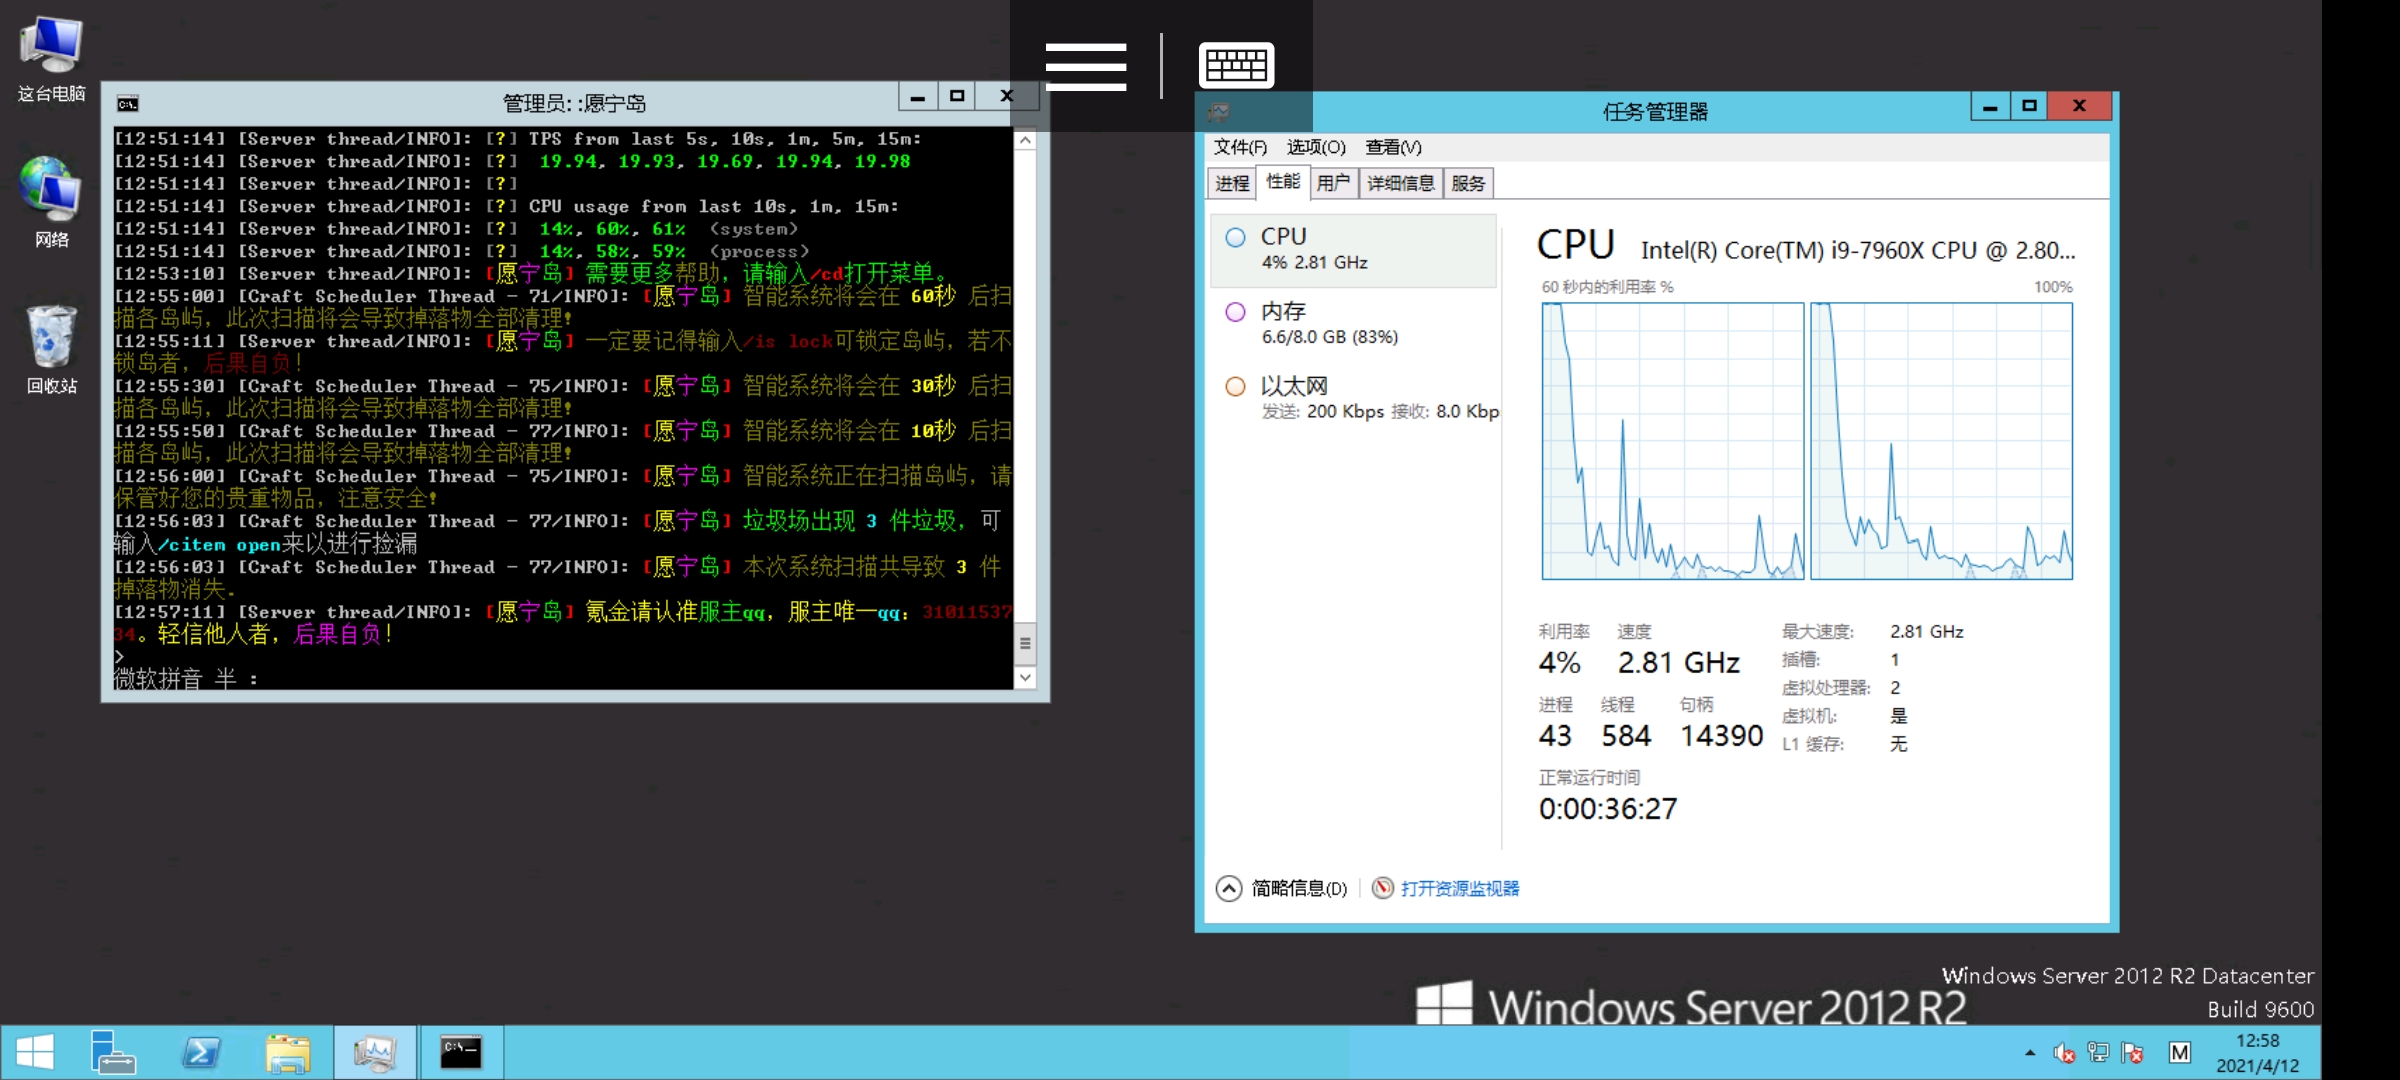 这台电脑
网络
回收站
管理员: :愿宁岛
[12:51:14] [Server thread/INFO]: [?] TPS from last 5s, 10s, 1m, 5m, 15m:
[12:51:14] [Server thread/INFO]: [?]  19.94, 19.93, 19.69, 19.94, 19.98
[12:51:14] [Server thread/INFO]: [?]
[12:51:14] [Server thread/INFO]: [?] CPU usage from last 10s, 1m, 15m:
[12:51:14] [Server thread/INFO]: [?]  14%, 60%, 61%  (system)
[12:51:14] [Server thread/INFO]: [?]  14%, 58%, 59%  (process)
[12:53:10] [Server thread/INFO]: [愿宁岛] 需要更多帮助，请输入/cd打开菜单。
[12:55:00] [Craft Scheduler Thread - 71/INFO]: [愿宁岛] 智能系统将会在 60秒 后扫
描各岛屿，此次扫描将会导致掉落物全部清理!
[12:55:11] [Server thread/INFO]: [愿宁岛] 一定要记得输入/is lock可锁定岛屿，若不
锁岛者，后果自负!
[12:55:30] [Craft Scheduler Thread - 75/INFO]: [愿宁岛] 智能系统将会在 30秒 后扫
描各岛屿，此次扫描将会导致掉落物全部清理!
[12:55:50] [Craft Scheduler Thread - 77/INFO]: [愿宁岛] 智能系统将会在 10秒 后扫
描各岛屿，此次扫描将会导致掉落物全部清理!
[12:56:00] [Craft Scheduler Thread - 75/INFO]: [愿宁岛] 智能系统正在扫描岛屿，请
保管好您的贵重物品，注意安全!
[12:56:03] [Craft Scheduler Thread - 77/INFO]: [愿宁岛] 垃圾场出现 3 件垃圾，可
输入/citem open来以进行捡漏
[12:56:03] [Craft Scheduler Thread - 77/INFO]: [愿宁岛] 本次系统扫描共导致 3 件
掉落物消失.
[12:57:11] [Server thread/INFO]: [愿宁岛] 氪金请认准服主qq，服主唯一qq：31011537
34。轻信他人者，后果自负!
>
微软拼音 半 :
任务管理器
文件(F) 选项(O) 查看(V)
进程 性能 用户 详细信息 服务
CPU
4% 2.81 GHz
内存
6.6/8.0 GB (83%)
以太网
发送: 200 Kbps 接收: 8.0 Kbp
CPU Intel(R) Core(TM) i9-7960X CPU @ 2.80...
60 秒内的利用率 % 100%
利用率 速度
4% 2.81 GHz
进程 线程 句柄
43 584 14390
正常运行时间
0:00:36:27
最大速度: 2.81 GHz
插槽: 1
虚拟处理器: 2
虚拟机: 是
L1 缓存: 无
简略信息(D) 打开资源监视器
Windows Server 2012 R2 Datacenter
Build 9600
Windows Server 2012 R2
C:\_
M
12:58
2021/4/12